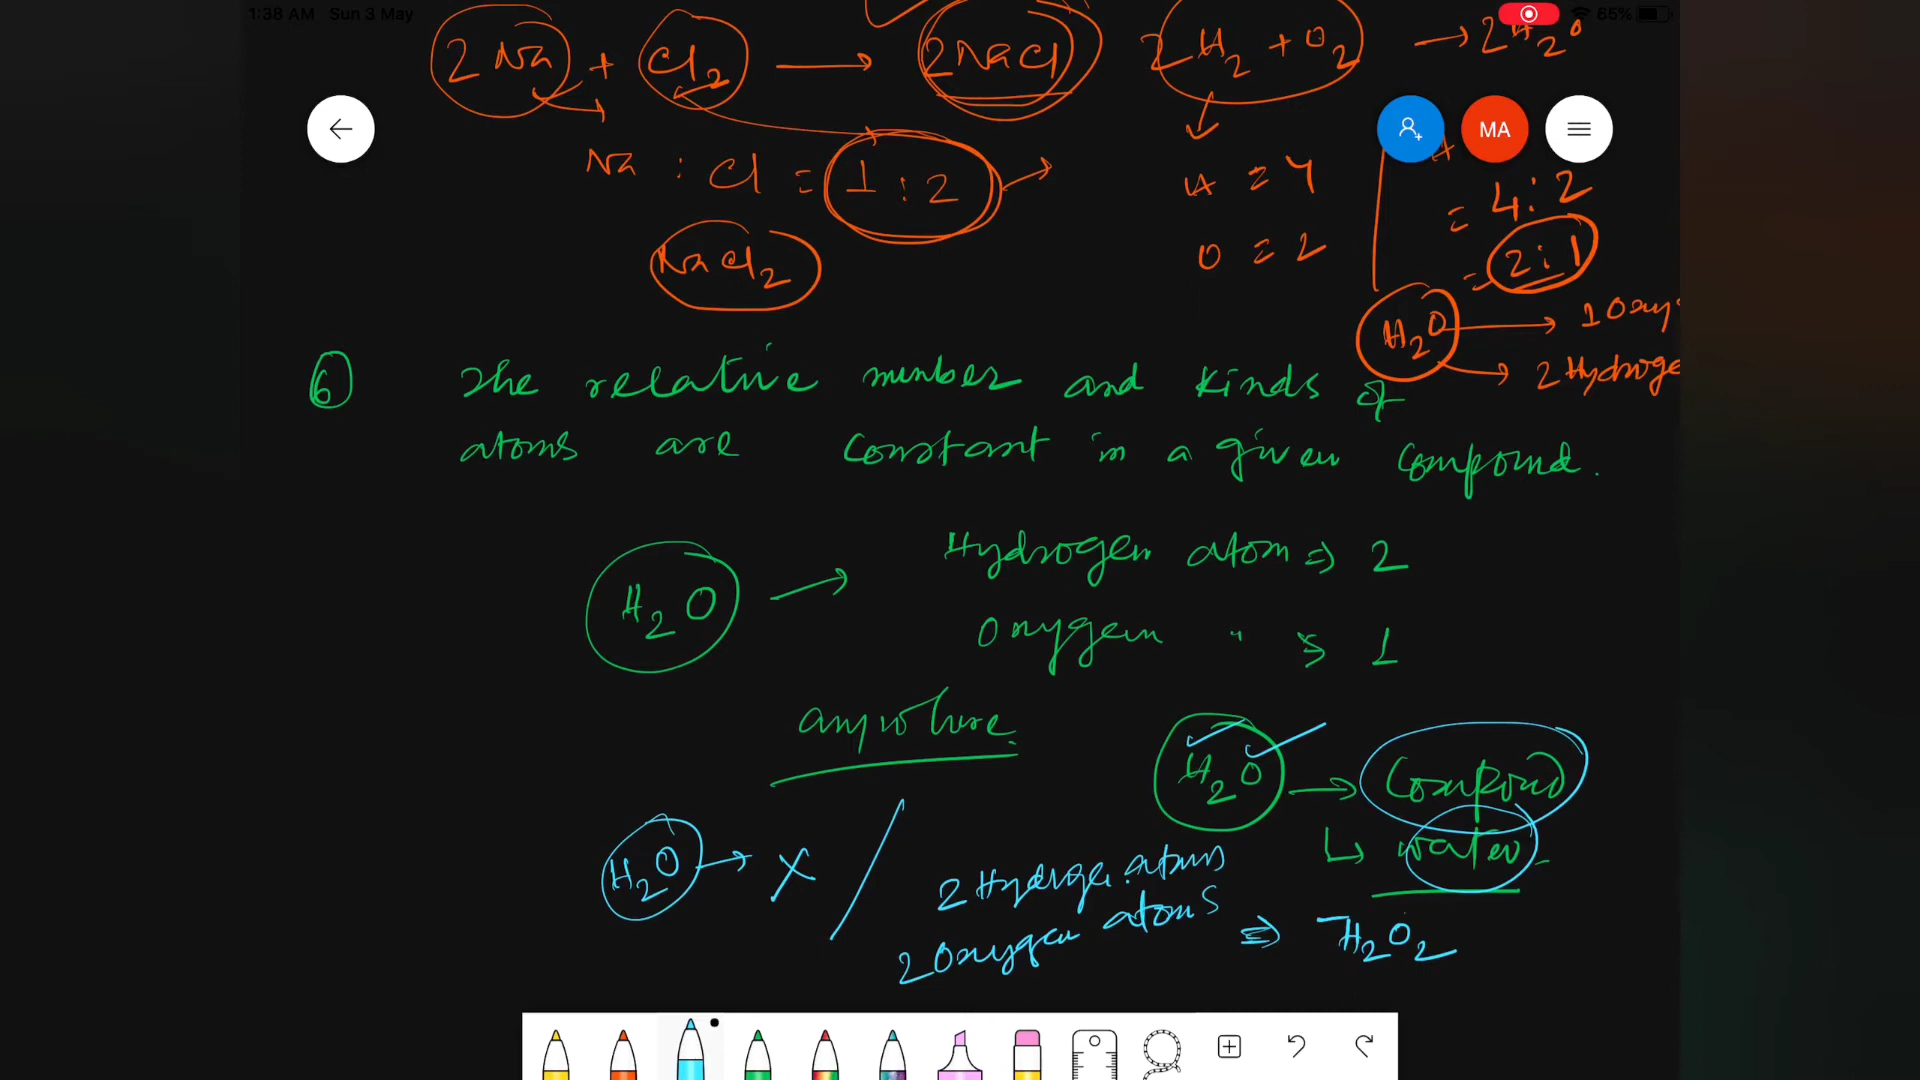 1:38 AM Sun 3 May
65%
2 Na + Cl2 → 2NaCl
2H2 + O2 → 2H2O
MA
Na : Cl = 1 : 2
H = 4
= 4 : 2
O = 2
= 2 : 1
NaCl2
H2O → 1 Oxy
→ 2 Hydroge
6 The relative number and kinds of
atoms are constant in a given compound.
H2O → Hydrogen atom ⇒ 2
Oxygen " ⇒ 1
anywhere.
H2O → Compound
↳ water
H2O → X
2 Hydrogen atoms
2 Oxygen atoms ⇒ H2O2